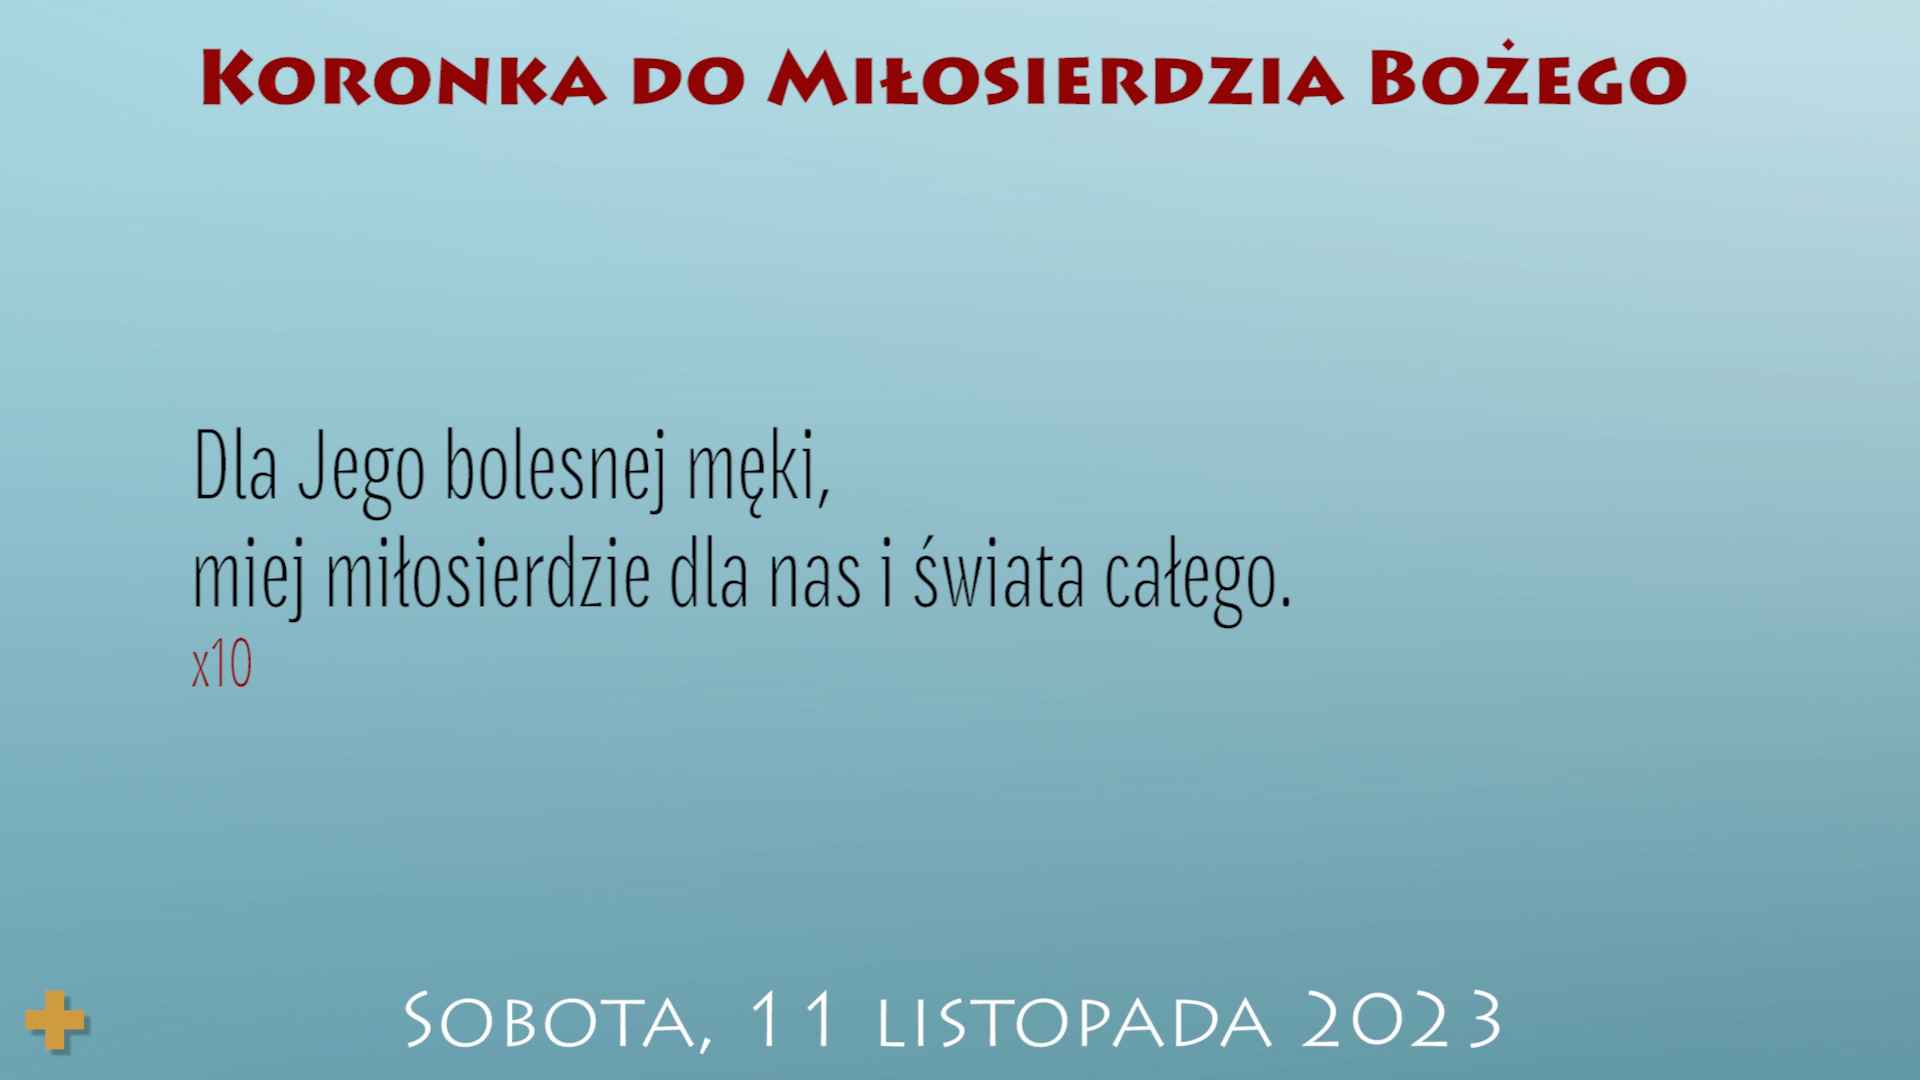 Koronka do Miłosierdzia Bożego
Dla Jego bolesnej męki,
miej miłosierdzie dla nas i świata całego.
x10
Sobota, 11 listopada 2023